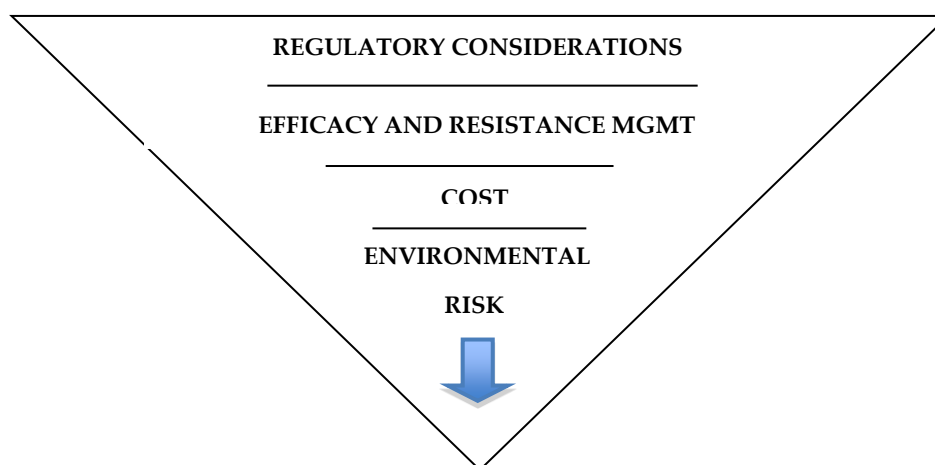 REGULATORY CONSIDERATIONS
EFFICACY AND RESISTANCE MGMT
COST
ENVIRONMENTAL
RISK